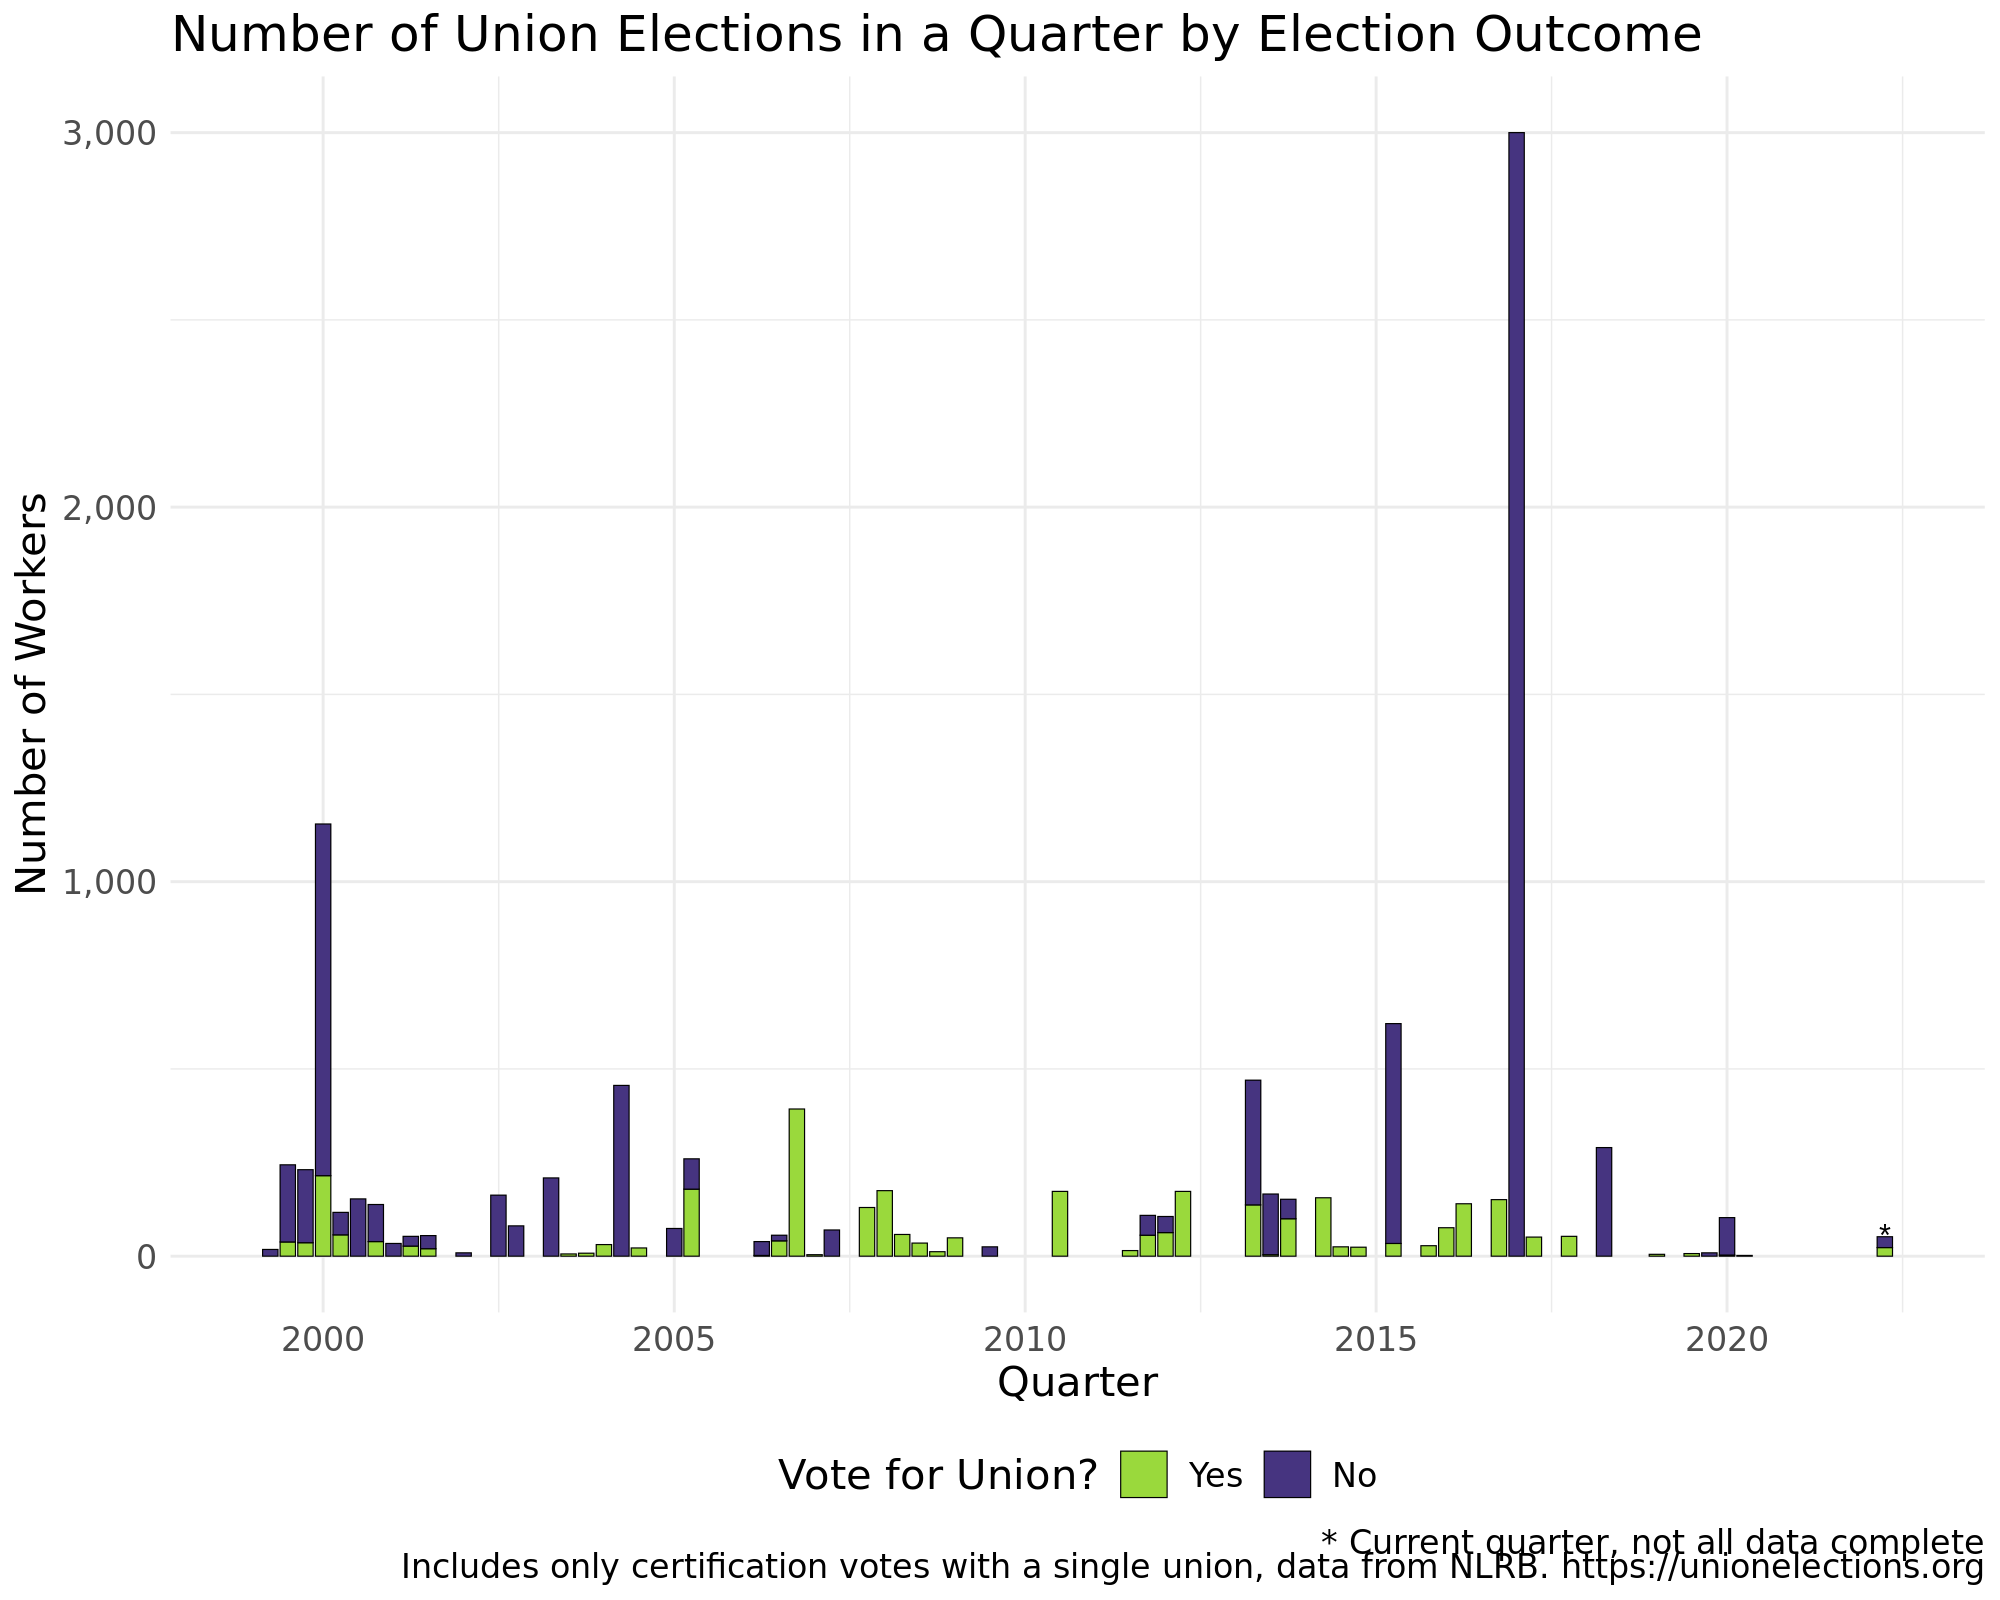 Number of Union Elections in a Quarter by Election Outcome
Number of Workers
3,000
2,000
1,000
0
*
2000 2005 2010 2015 2020
Quarter
Vote for Union? Yes No
* Current quarter, not all data complete
Includes only certification votes with a single union, data from NLRB. https://unionelections.org